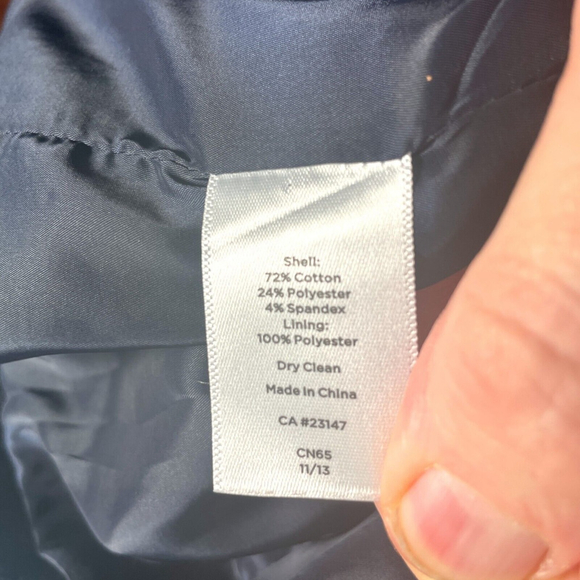 Shell:
72% Cotton
24% Polyester
4% Spandex
Lining:
100% Polyester
Dry Clean
Made in China
CA #23147
CN65
11/13